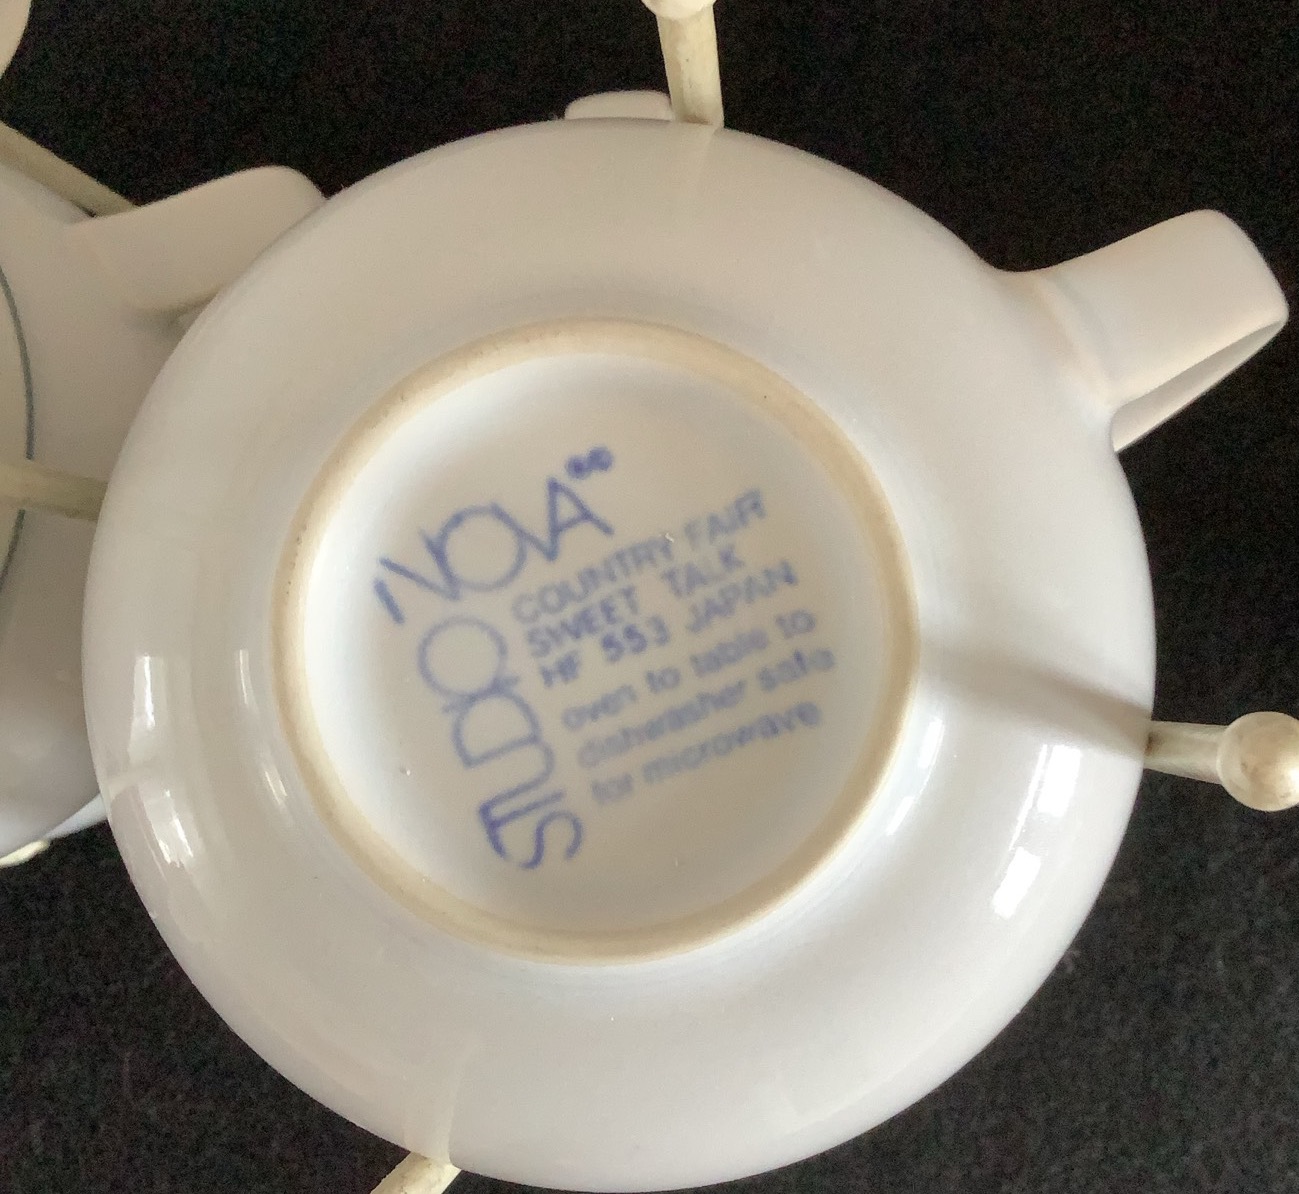 STUDIO
NOVA®©
COUNTRY FAIR
SWEET TALK
HF 553 JAPAN
oven to table to
dishwasher safe
for microwave